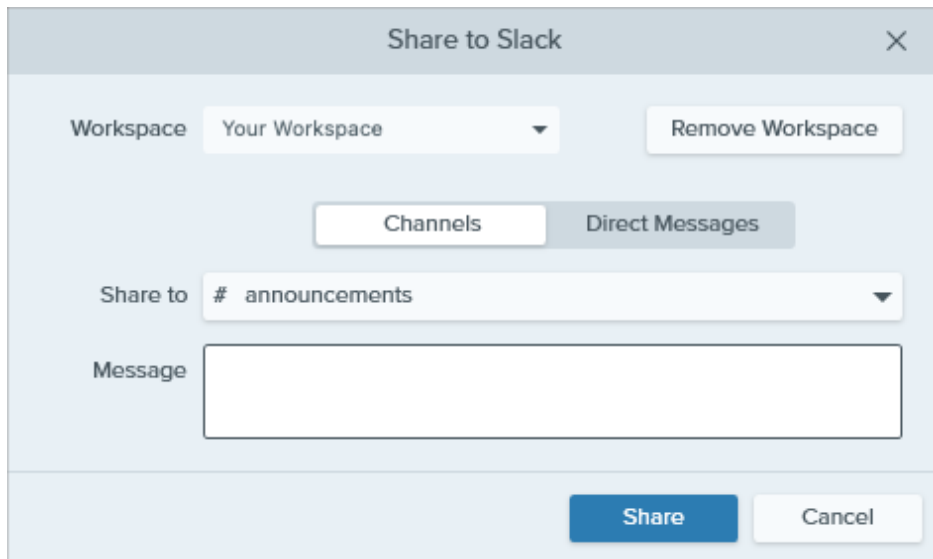 Share to Slack
Workspace Your Workspace Remove Workspace
Channels Direct Messages
Share to # announcements
Message
Share Cancel